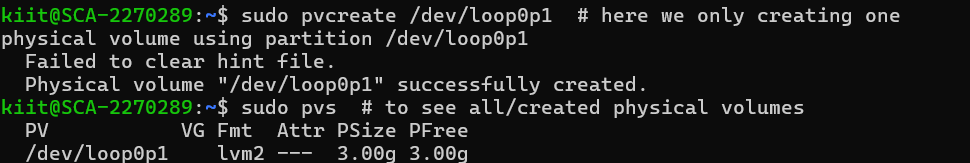 kiit@SCA-2270289:~$ sudo pvcreate /dev/loop0p1  # here we only creating one
physical volume using partition /dev/loop0p1
  Failed to clear hint file.
  Physical volume "/dev/loop0p1" successfully created.
kiit@SCA-2270289:~$ sudo pvs  # to see all/created physical volumes
  PV           VG Fmt  Attr PSize PFree
  /dev/loop0p1    lvm2 ---  3.00g 3.00g